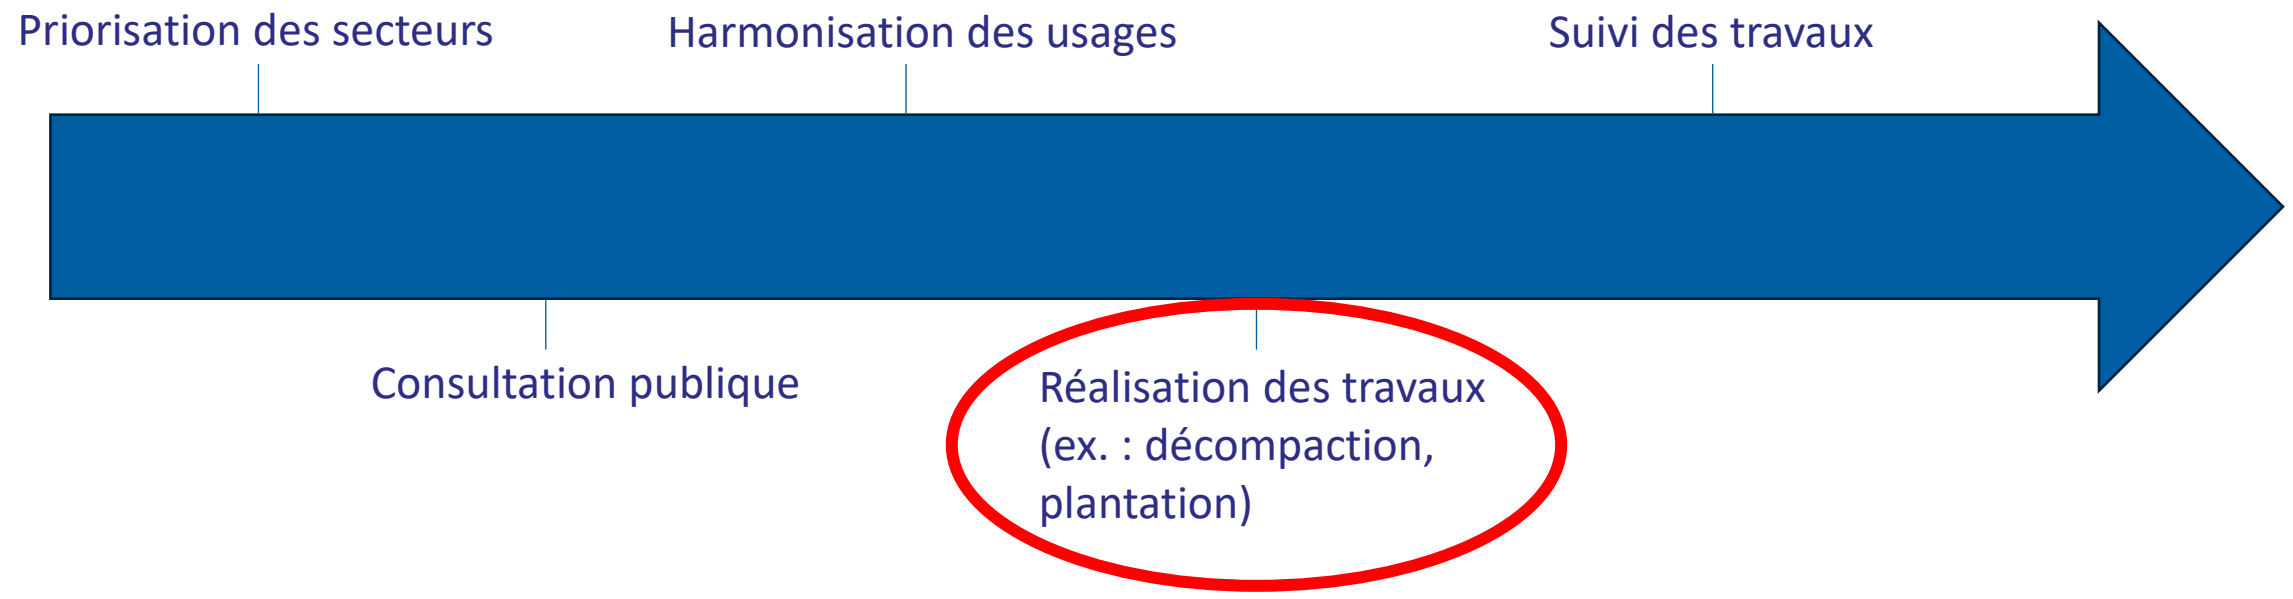 Priorisation des secteurs
Harmonisation des usages
Suivi des travaux
Consultation publique
Réalisation des travaux
(ex. : décompaction,
plantation)